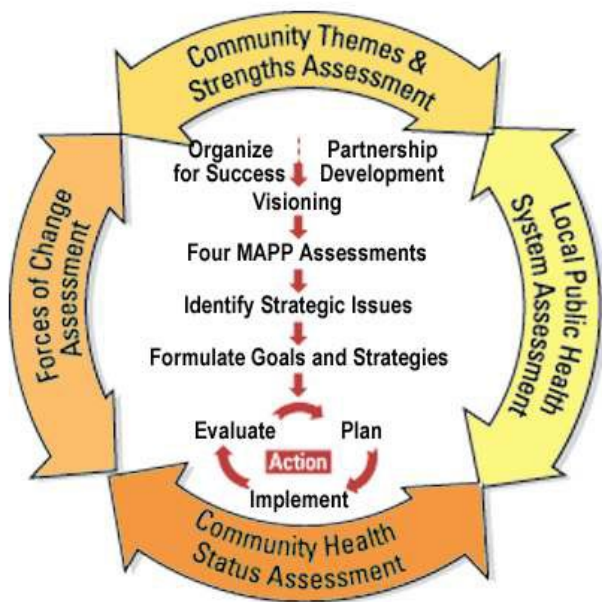 Community Themes &
Strengths Assessment
Organize
for Success
Partnership
Development
Visioning
Four MAPP Assessments
Identify Strategic Issues
Formulate Goals and Strategies
Evaluate
Plan
Action
Implement
Forces of Change
Assessment
Local Public Health
System Assessment
Community Health
Status Assessment